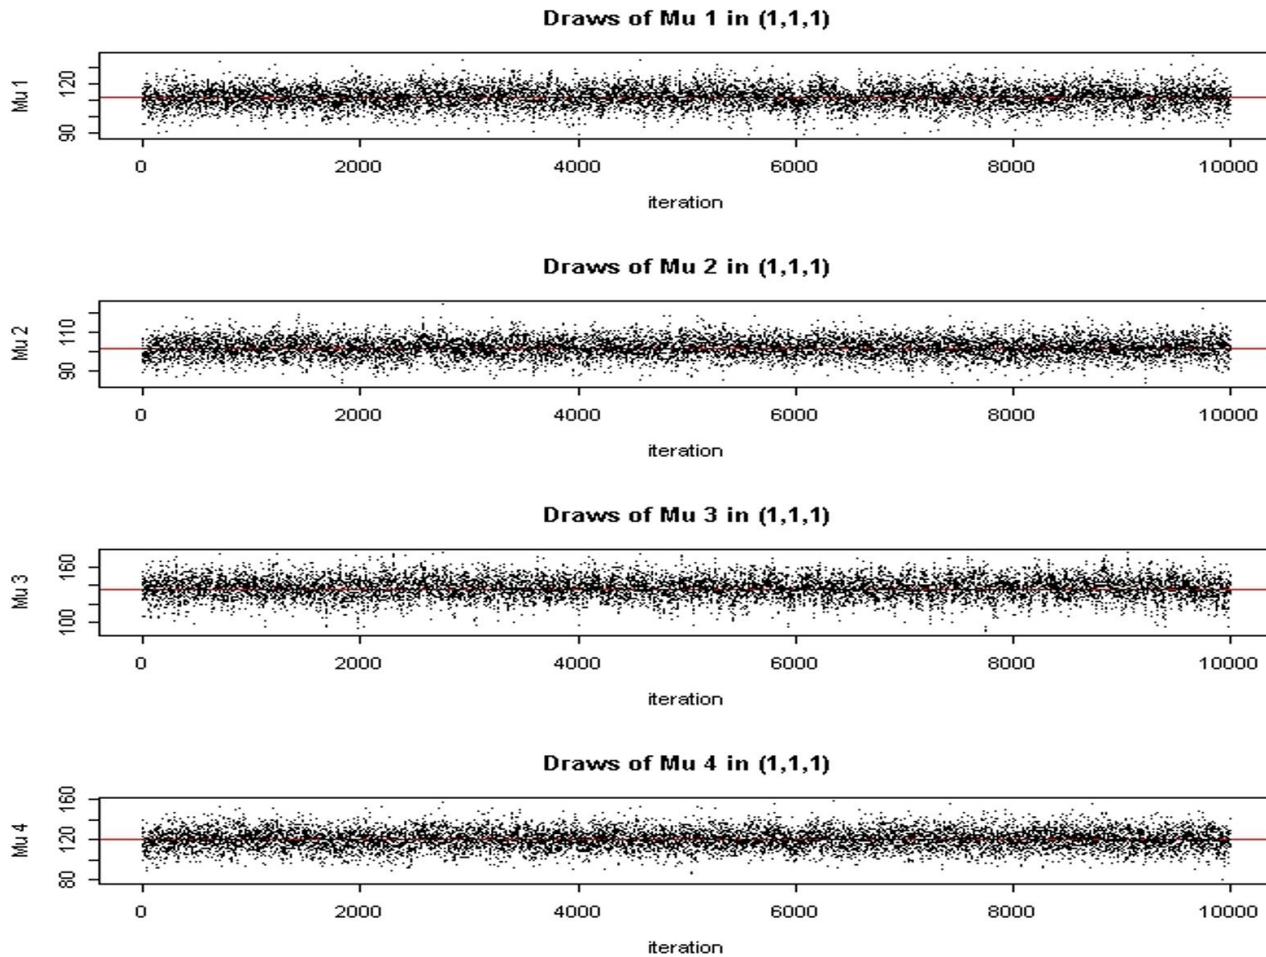 Draws of Mu 1 in (1,1,1)
Mu 1
120
90
0 2000 4000 6000 8000 10000
iteration
Draws of Mu 2 in (1,1,1)
Mu 2
110
90
0 2000 4000 6000 8000 10000
iteration
Draws of Mu 3 in (1,1,1)
Mu 3
160
100
0 2000 4000 6000 8000 10000
iteration
Draws of Mu 4 in (1,1,1)
Mu 4
160
120
80
0 2000 4000 6000 8000 10000
iteration